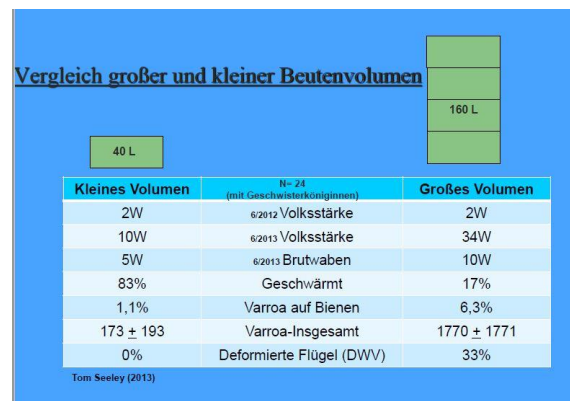 Vergleich großer und kleiner Beutenvolumen
160 L
40 L
Kleines Volumen N= 24 (mit Geschwisterköniginnen) Großes Volumen
2W 6/2012 Volksstärke 2W
10W 6/2013 Volksstärke 34W
5W 6/2013 Brutwaben 10W
83% Geschwärmt 17%
1,1% Varroa auf Bienen 6,3%
173 + 193 Varroa-Insgesamt 1770 + 1771
0% Deformierte Flügel (DWV) 33%
Tom Seeley (2013)